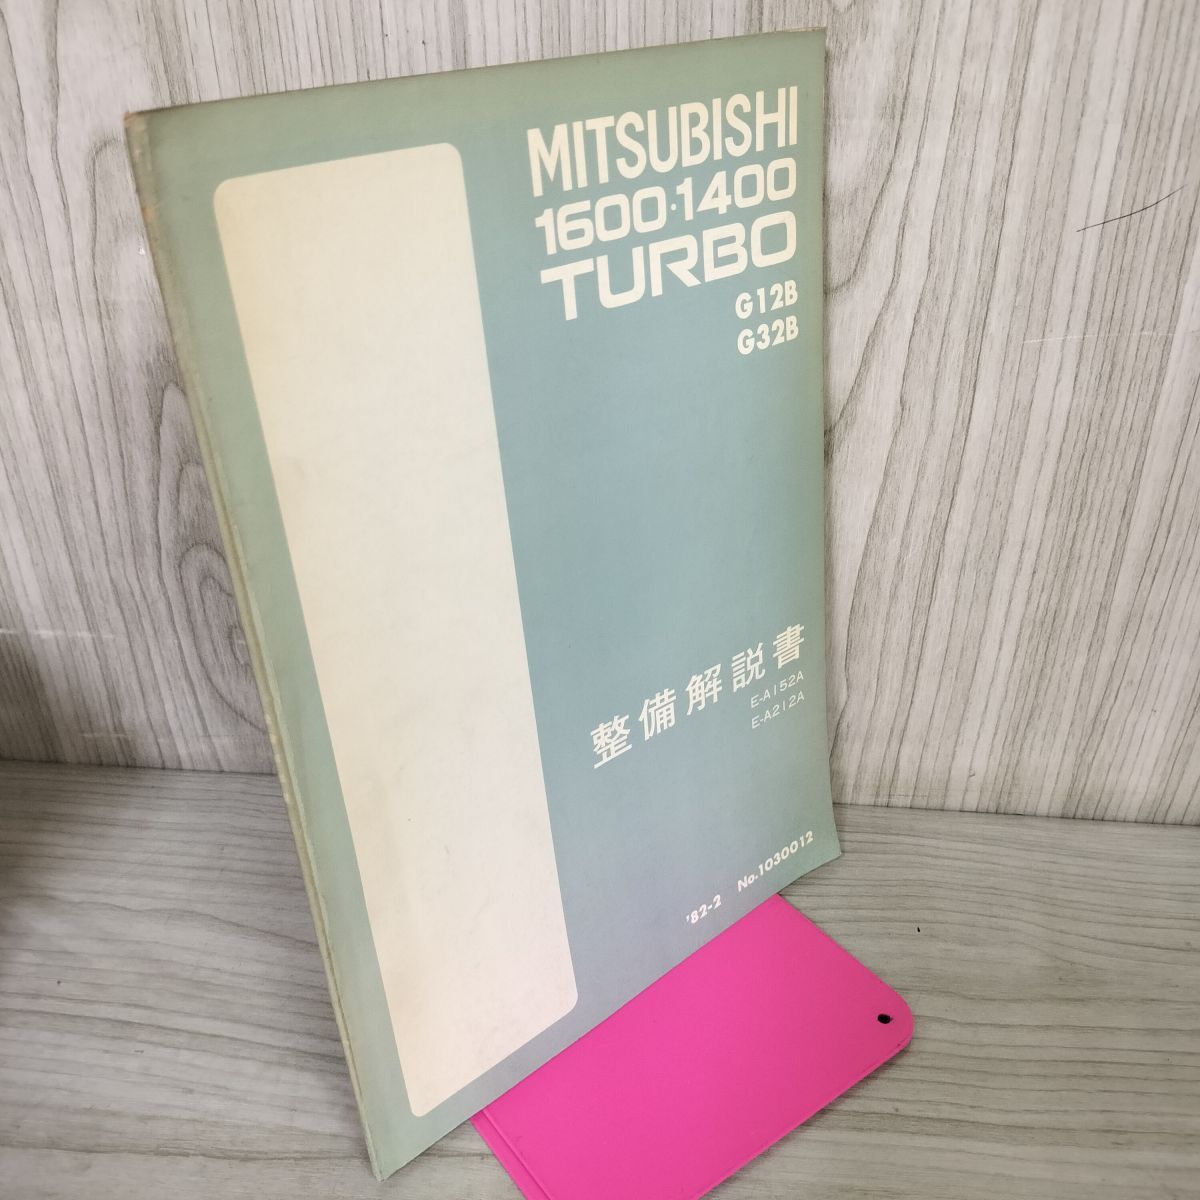 MITSUBISHI
1600·1400
TURBO
G12B
G32B
整備解説書
E-A152A
E-A212A
'82-2 No.1030012